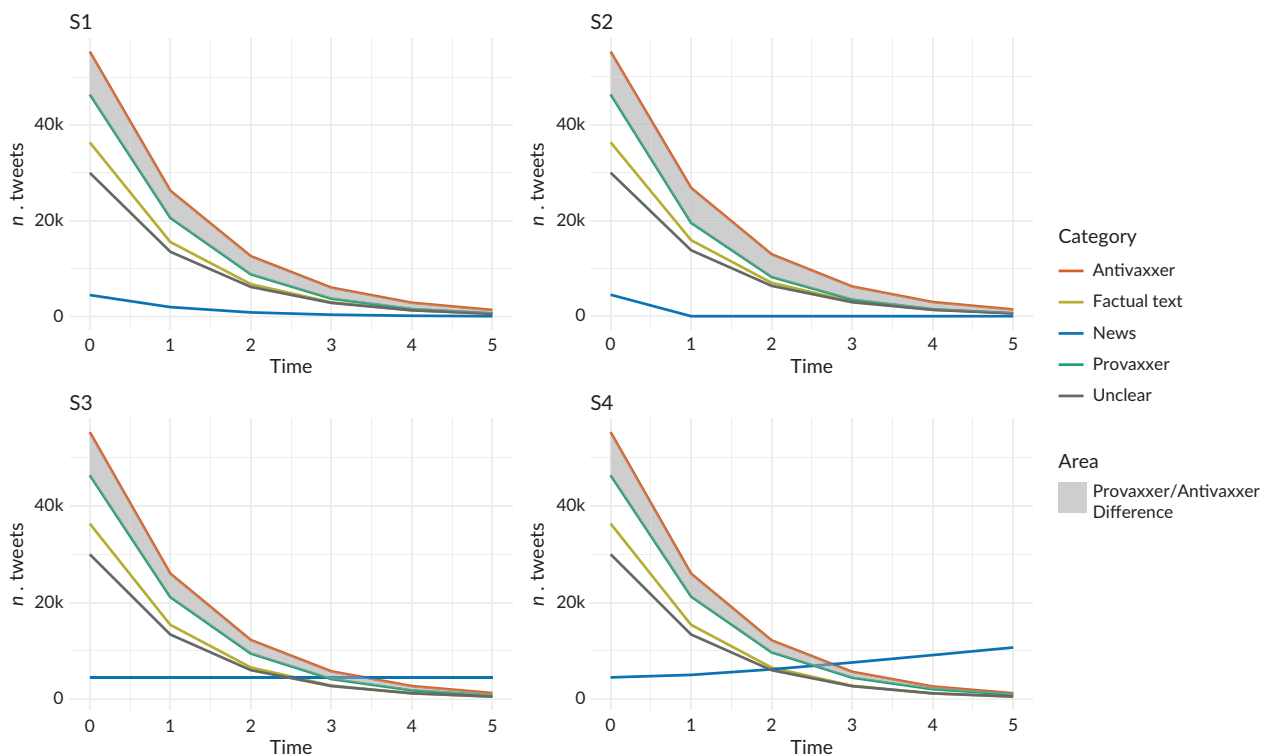 S1
40k
20k
0
n . tweets
0 1 2 3 4 5
Time
S2
40k
20k
0
n . tweets
0 1 2 3 4 5
Time
S3
40k
20k
0
n . tweets
0 1 2 3 4 5
Time
S4
40k
20k
0
n . tweets
0 1 2 3 4 5
Time
Category
Antivaxxer
Factual text
News
Provaxxer
Unclear
Area
Provaxxer/Antivaxxer
Difference